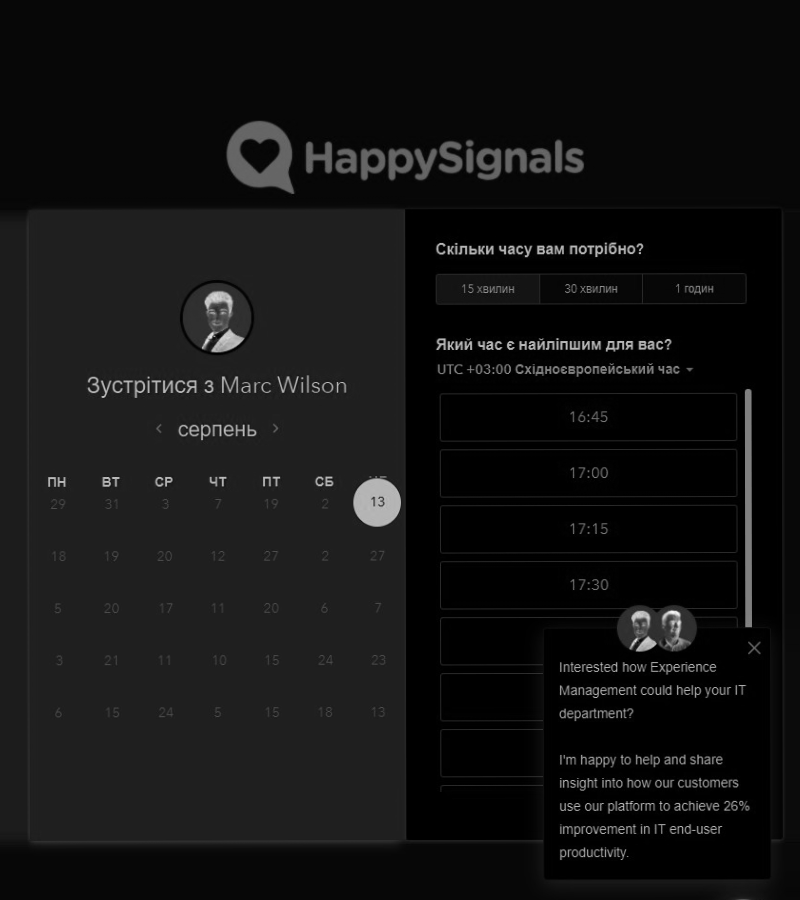 HappySignals
Зустрітися з Marc Wilson
серпень
ПН ВТ СР ЧТ ПТ СБ
29 31 3 7 19 2 13
18 19 20 12 27 2 27
5 20 17 11 20 6 7
3 21 11 10 15 24 23
6 15 24 5 15 18 13
Скільки часу вам потрібно?
15 хвилин 30 хвилин 1 годин
Який час є найліпшим для вас?
UTC +03:00 Східноєвропейський час
16:45
17:00
17:15
17:30
Interested how Experience
Management could help your IT
department?
I'm happy to help and share
insight into how our customers
use our platform to achieve 26%
improvement in IT end-user
productivity.